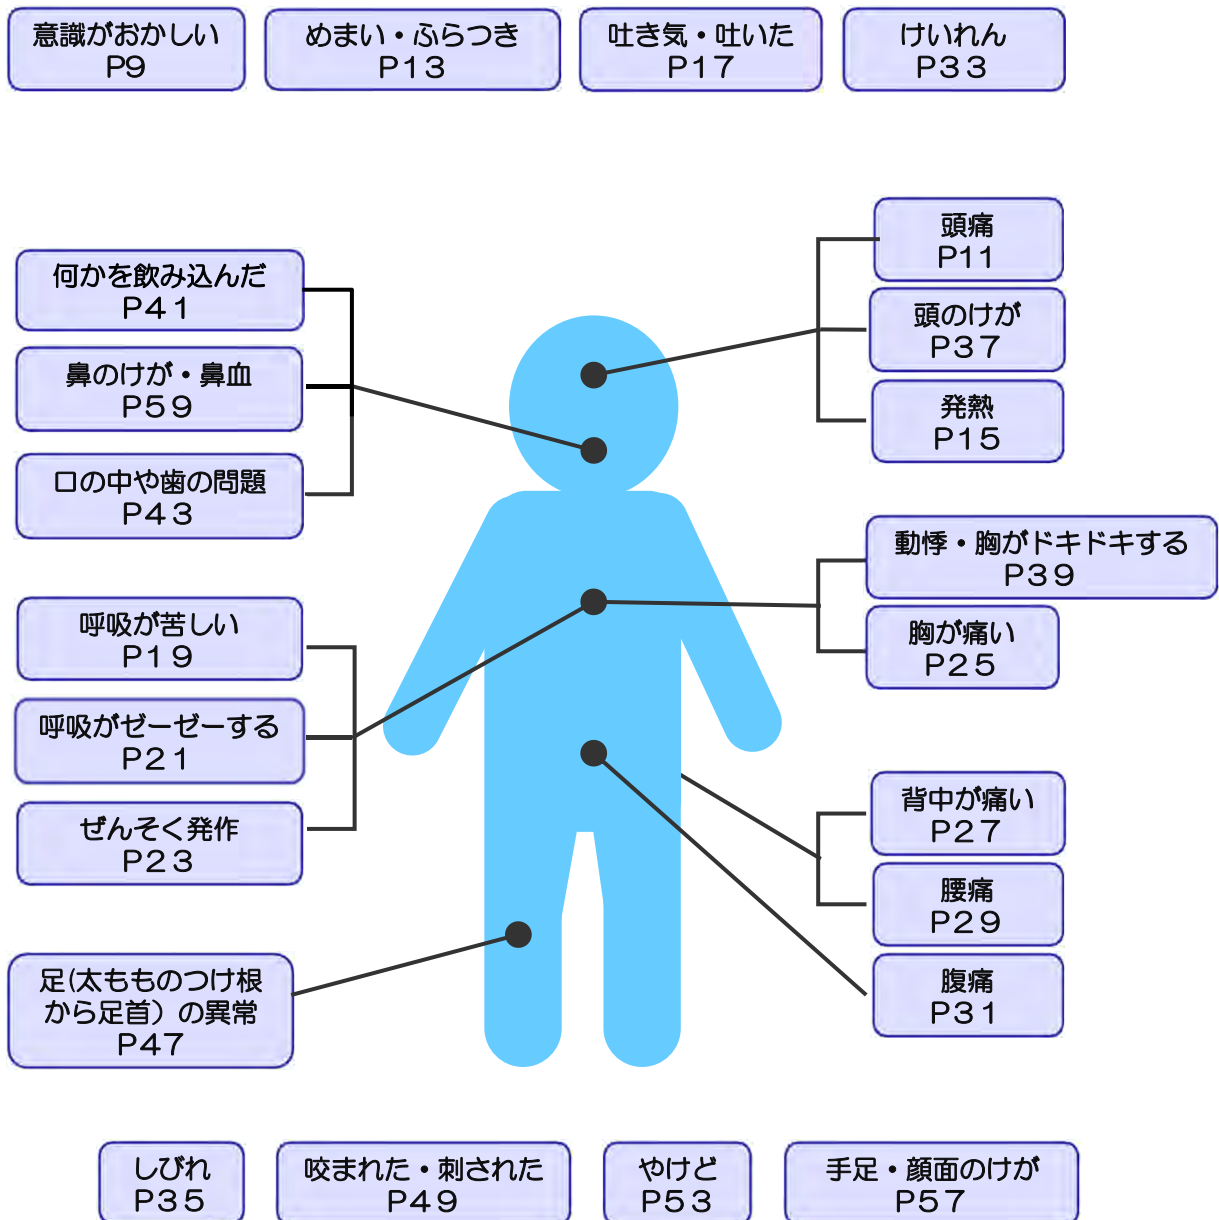 意識がおかしい
P9
めまい・ふらつき
P13
吐き気・吐いた
P17
けいれん
P33
何かを飲み込んだ
P41
鼻のけが・鼻血
P59
口の中や歯の問題
P43
頭痛
P11
頭のけが
P37
発熱
P15
呼吸が苦しい
P19
呼吸がゼーゼーする
P21
ぜんそく発作
P23
動悸・胸がドキドキする
P39
胸が痛い
P25
背中が痛い
P27
腰痛
P29
腹痛
P31
足(太もものつけ根
から足首）の異常
P47
しびれ
P35
咬まれた・刺された
P49
やけど
P53
手足・顔面のけが
P57